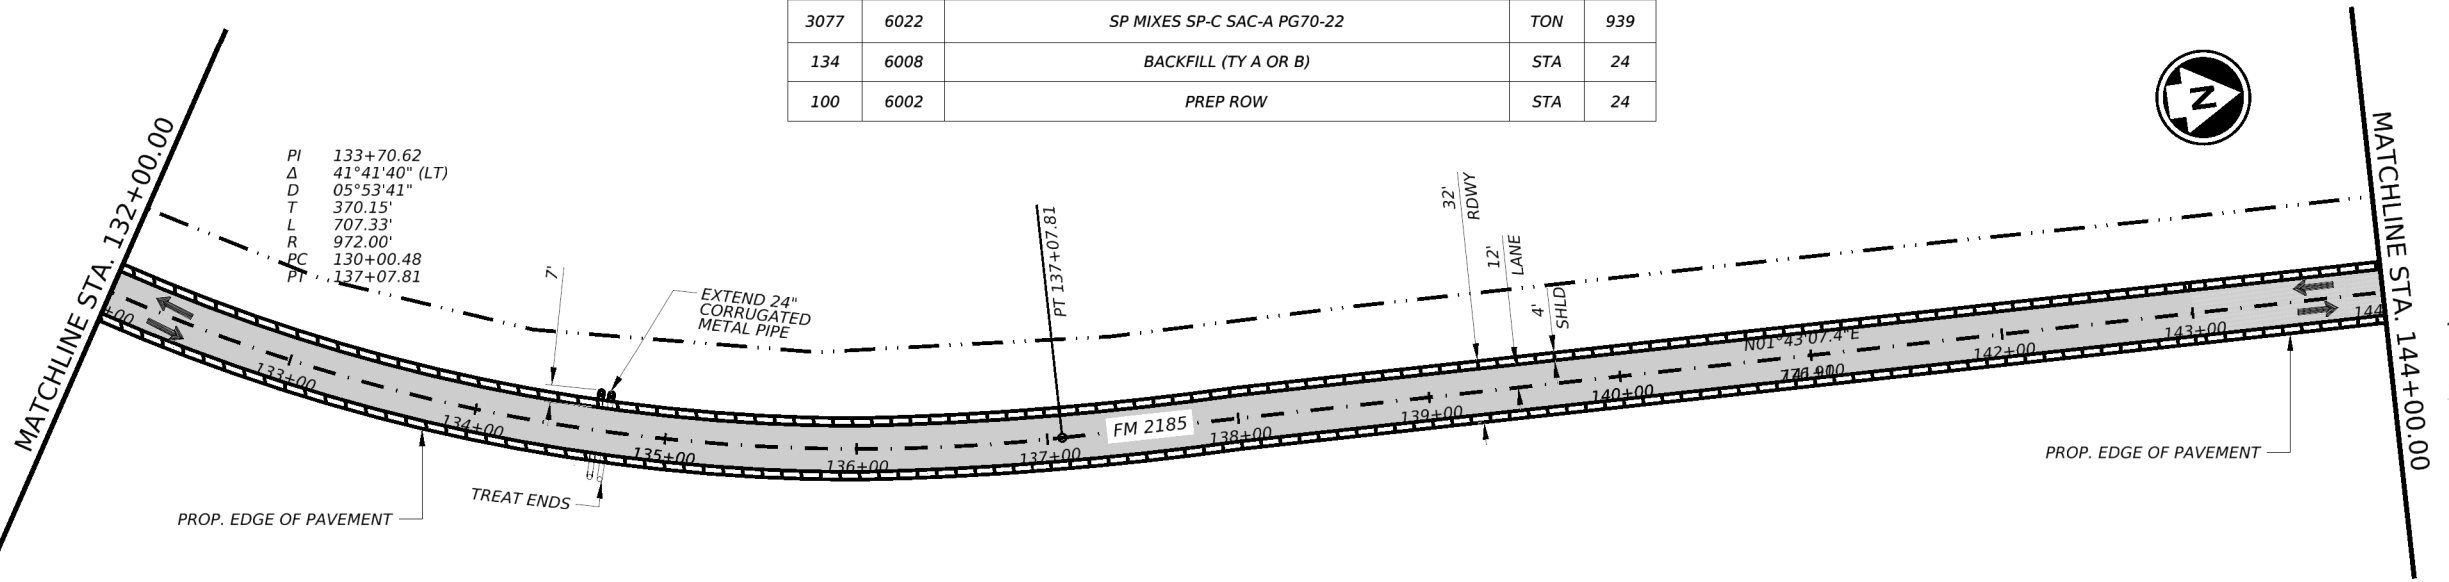 3077 6022 SP MIXES SP-C SAC-A PG70-22 TON 939
134 6008 BACKFILL (TY A OR B) STA 24
100 6002 PREP ROW STA 24
N
MATCHLINE STA. 132+00.00
PI 133+70.62
Δ 41°41'40" (LT)
D 05°53'41"
T 370.15'
L 707.33'
R 972.00'
PC 130+00.48
PT 137+07.81
7'
EXTEND 24"
CORRUGATED
METAL PIPE
PT 137+07.81
32'
RDWY
12'
LANE
4'
SHLD
MATCHLINE STA. 144+00.00
+00
133+00
134+00
135+00
136+00
137+00
FM 2185
138+00
139+00
140+00
N01°43'07.4"E
142+00
143+00
144
TREAT ENDS
PROP. EDGE OF PAVEMENT
PROP. EDGE OF PAVEMENT